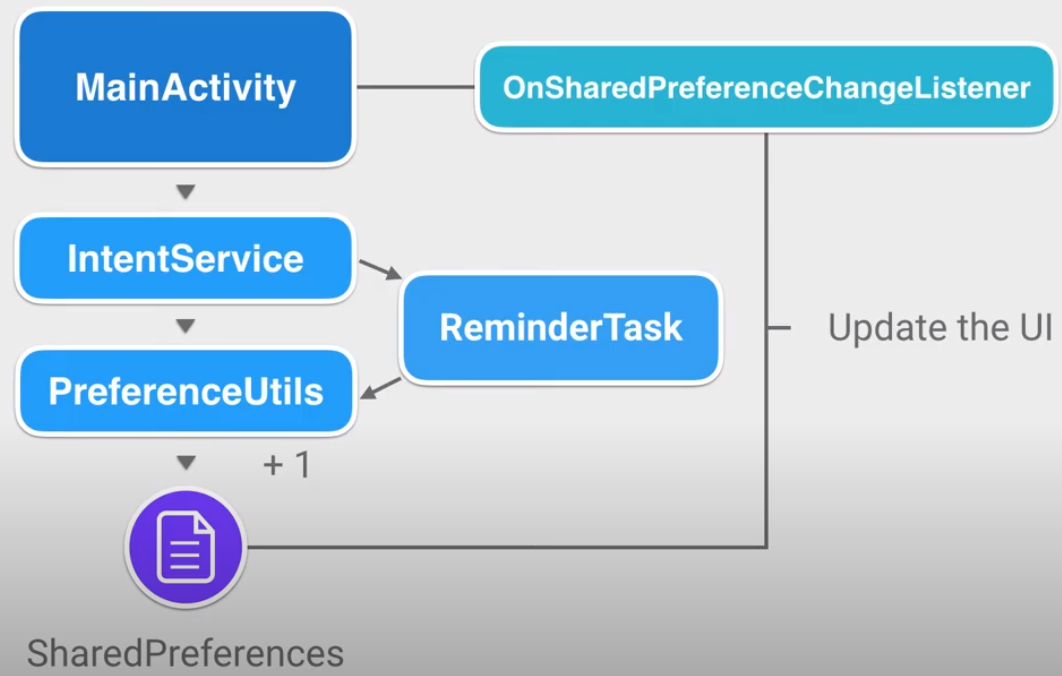 MainActivity
OnSharedPreferenceChangeListener
IntentService
ReminderTask
Update the UI
PreferenceUtils
+ 1
SharedPreferences